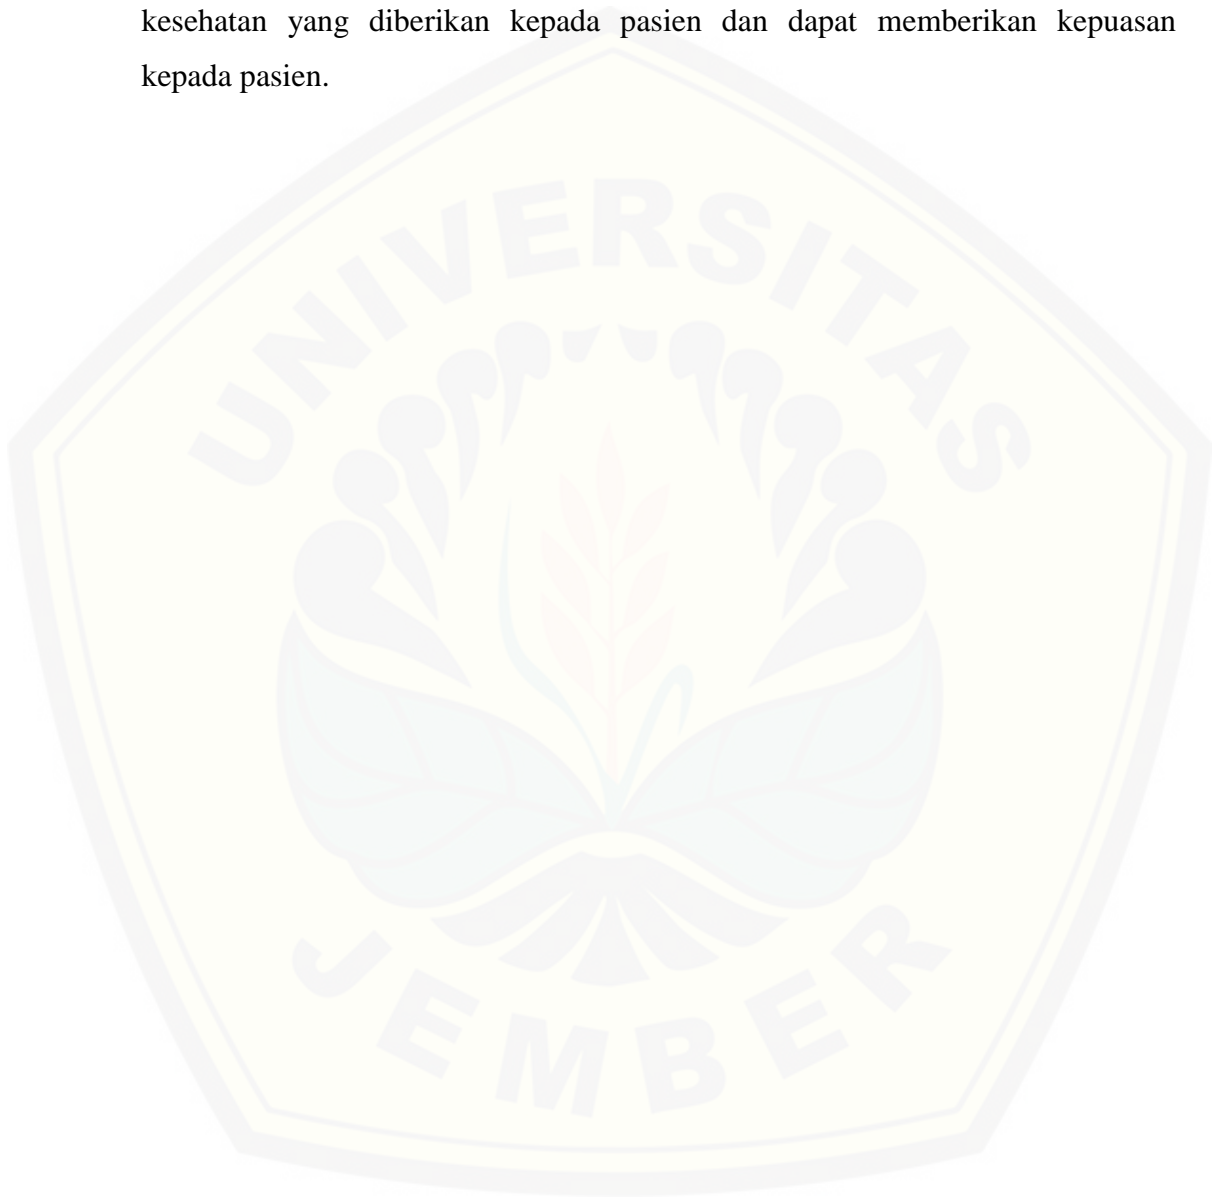 kesehatan yang diberikan kepada pasien dan dapat memberikan kepuasan
kepada pasien.
UNIVERSITAS
JEMBER